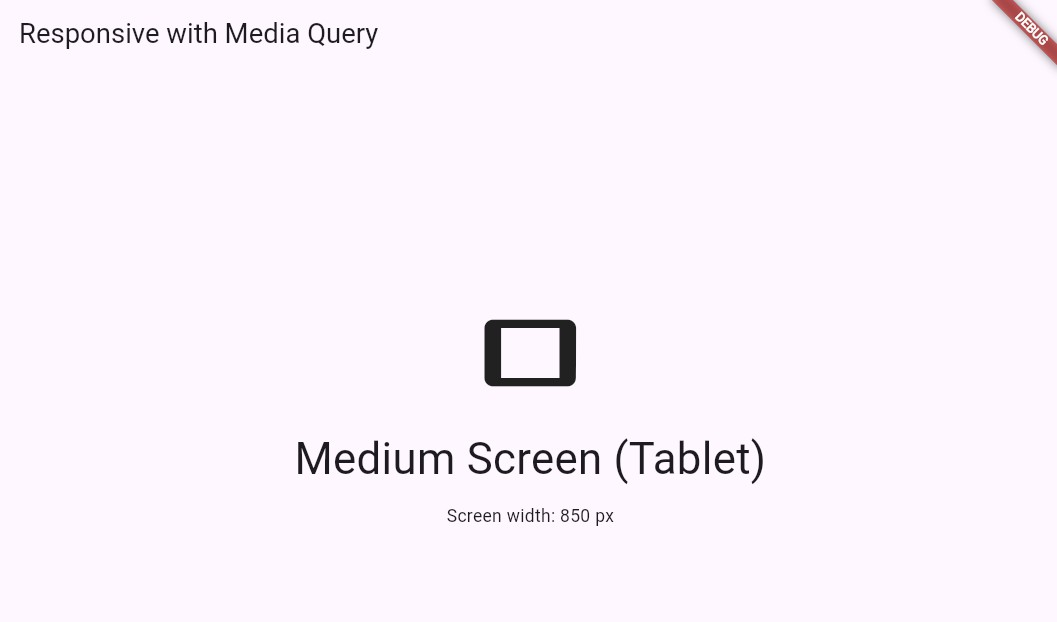 Responsive with Media Query
DEBUG
Medium Screen (Tablet)
Screen width: 850 px